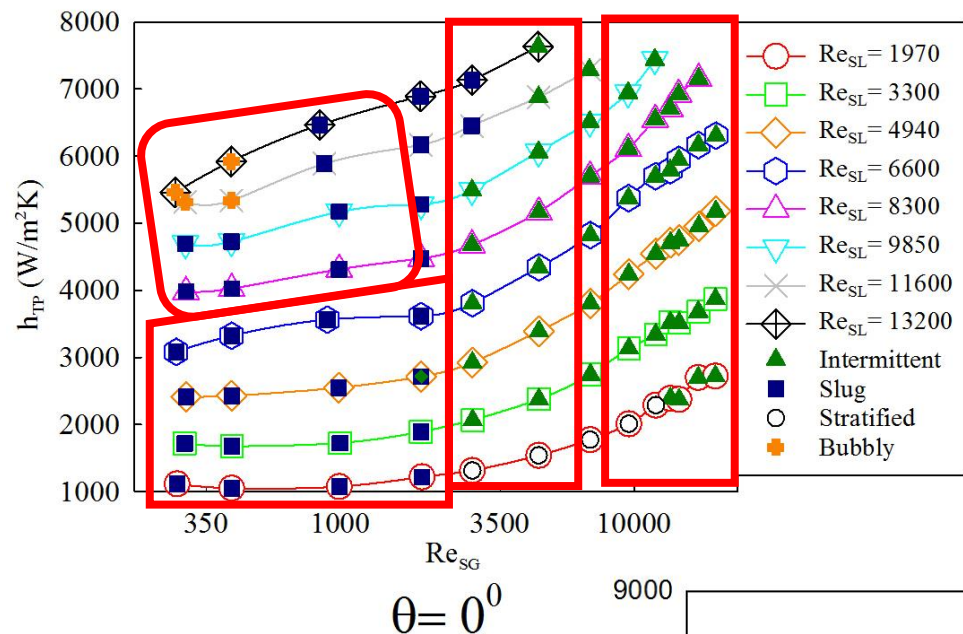 8000
7000
6000
5000
4000
3000
2000
1000
h_TP (W/m²K)
350 1000 3500 10000
Re_SG
Re_SL = 1970
Re_SL = 3300
Re_SL = 4940
Re_SL = 6600
Re_SL = 8300
Re_SL = 9850
Re_SL = 11600
Re_SL = 13200
Intermittent
Slug
Stratified
Bubbly
θ= 0⁰
9000